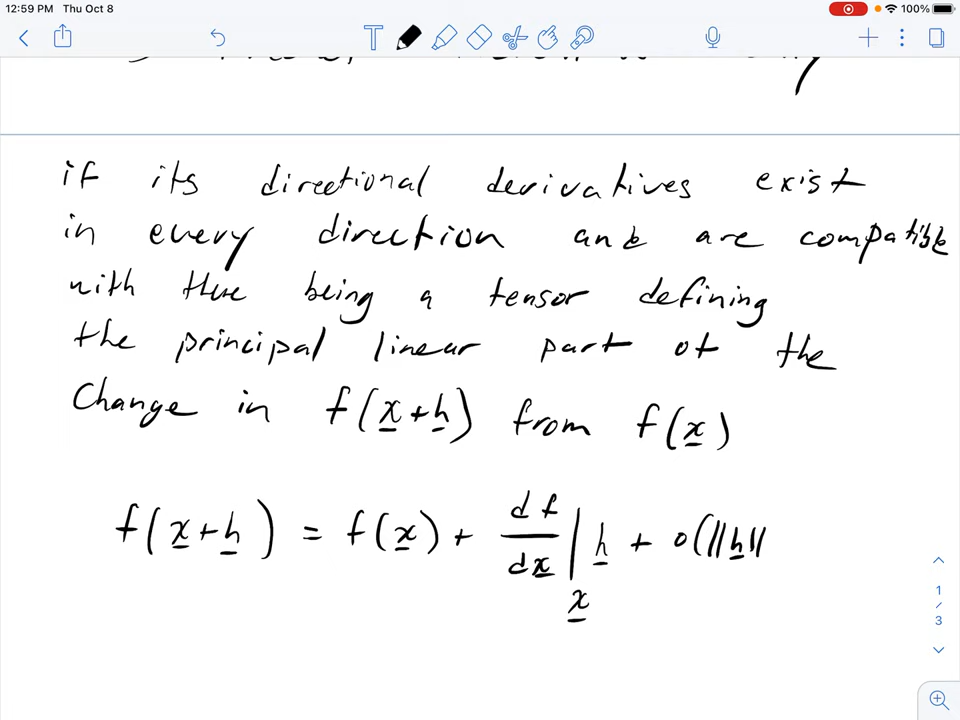 12:59 PM Thu Oct 8
100%
if its directional derivatives exist
in every direction and are compatible
with there being a tensor defining
the principal linear part of the
Change in f(x+h) from f(x)
f(x+h) = f(x) + df/dx |x h + o(||h||
1
/
3